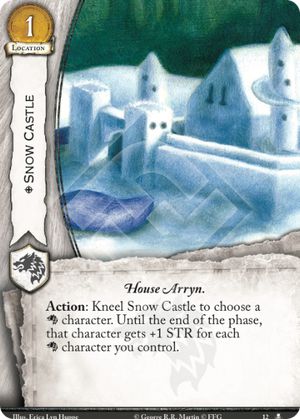 1
LOCATION
SNOW CASTLE
House Arryn.
Action: Kneel Snow Castle to choose a
character. Until the end of the phase,
that character gets +1 STR for each
character you control.
Illus. Erica Lyn
© George R.R. Martin © FFG
12